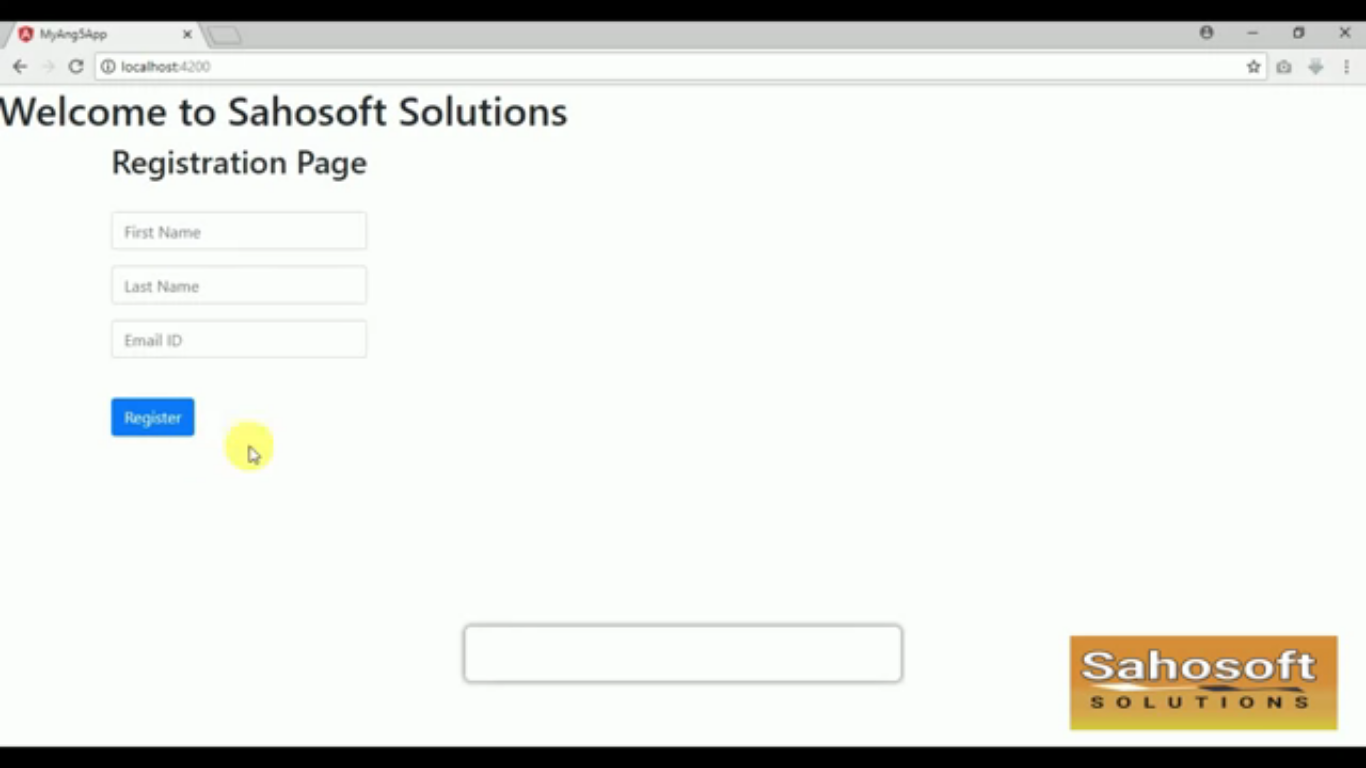 MyAng5App
localhost:4200
Welcome to Sahosoft Solutions
Registration Page
First Name
Last Name
Email ID
Register
Sahosoft
SOLUTIONS